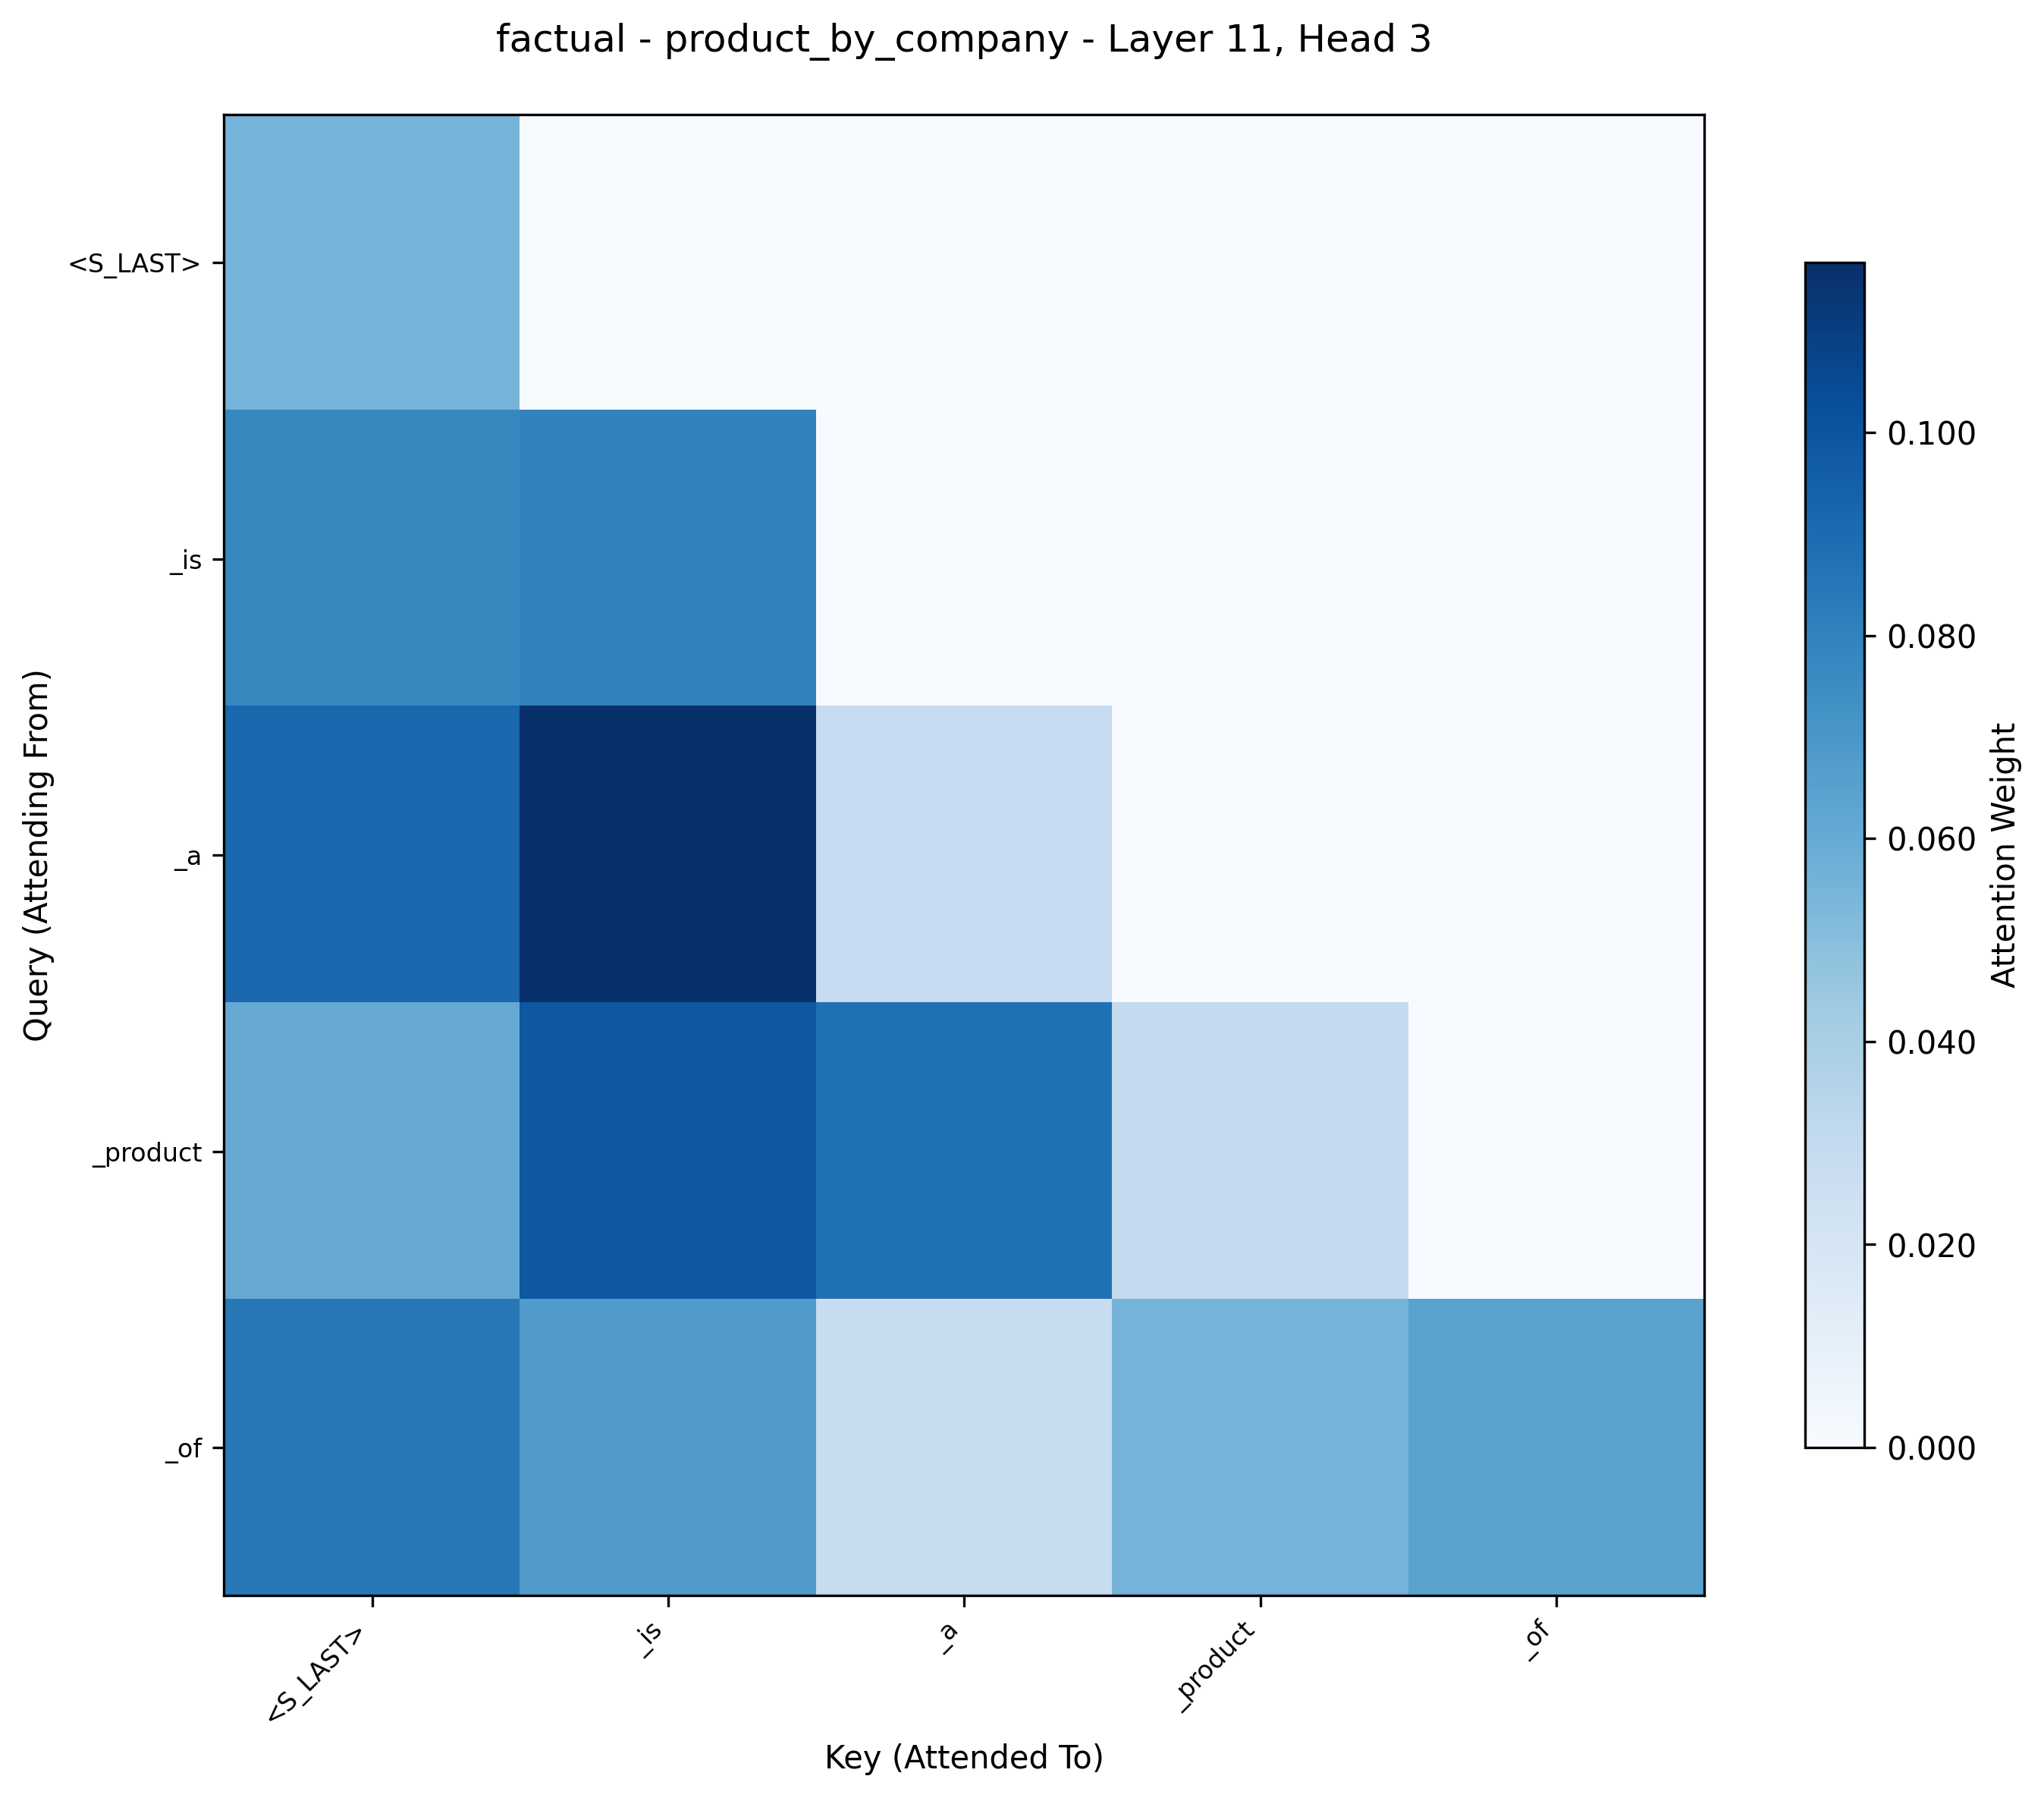 factual - product_by_company - Layer 11, Head 3
Query (Attending From)
<S_LAST>
_is
_a
_product
_of
<S_LAST>
_is
_a
_product
_of
Key (Attended To)
0.100
0.080
0.060
0.040
0.020
0.000
Attention Weight